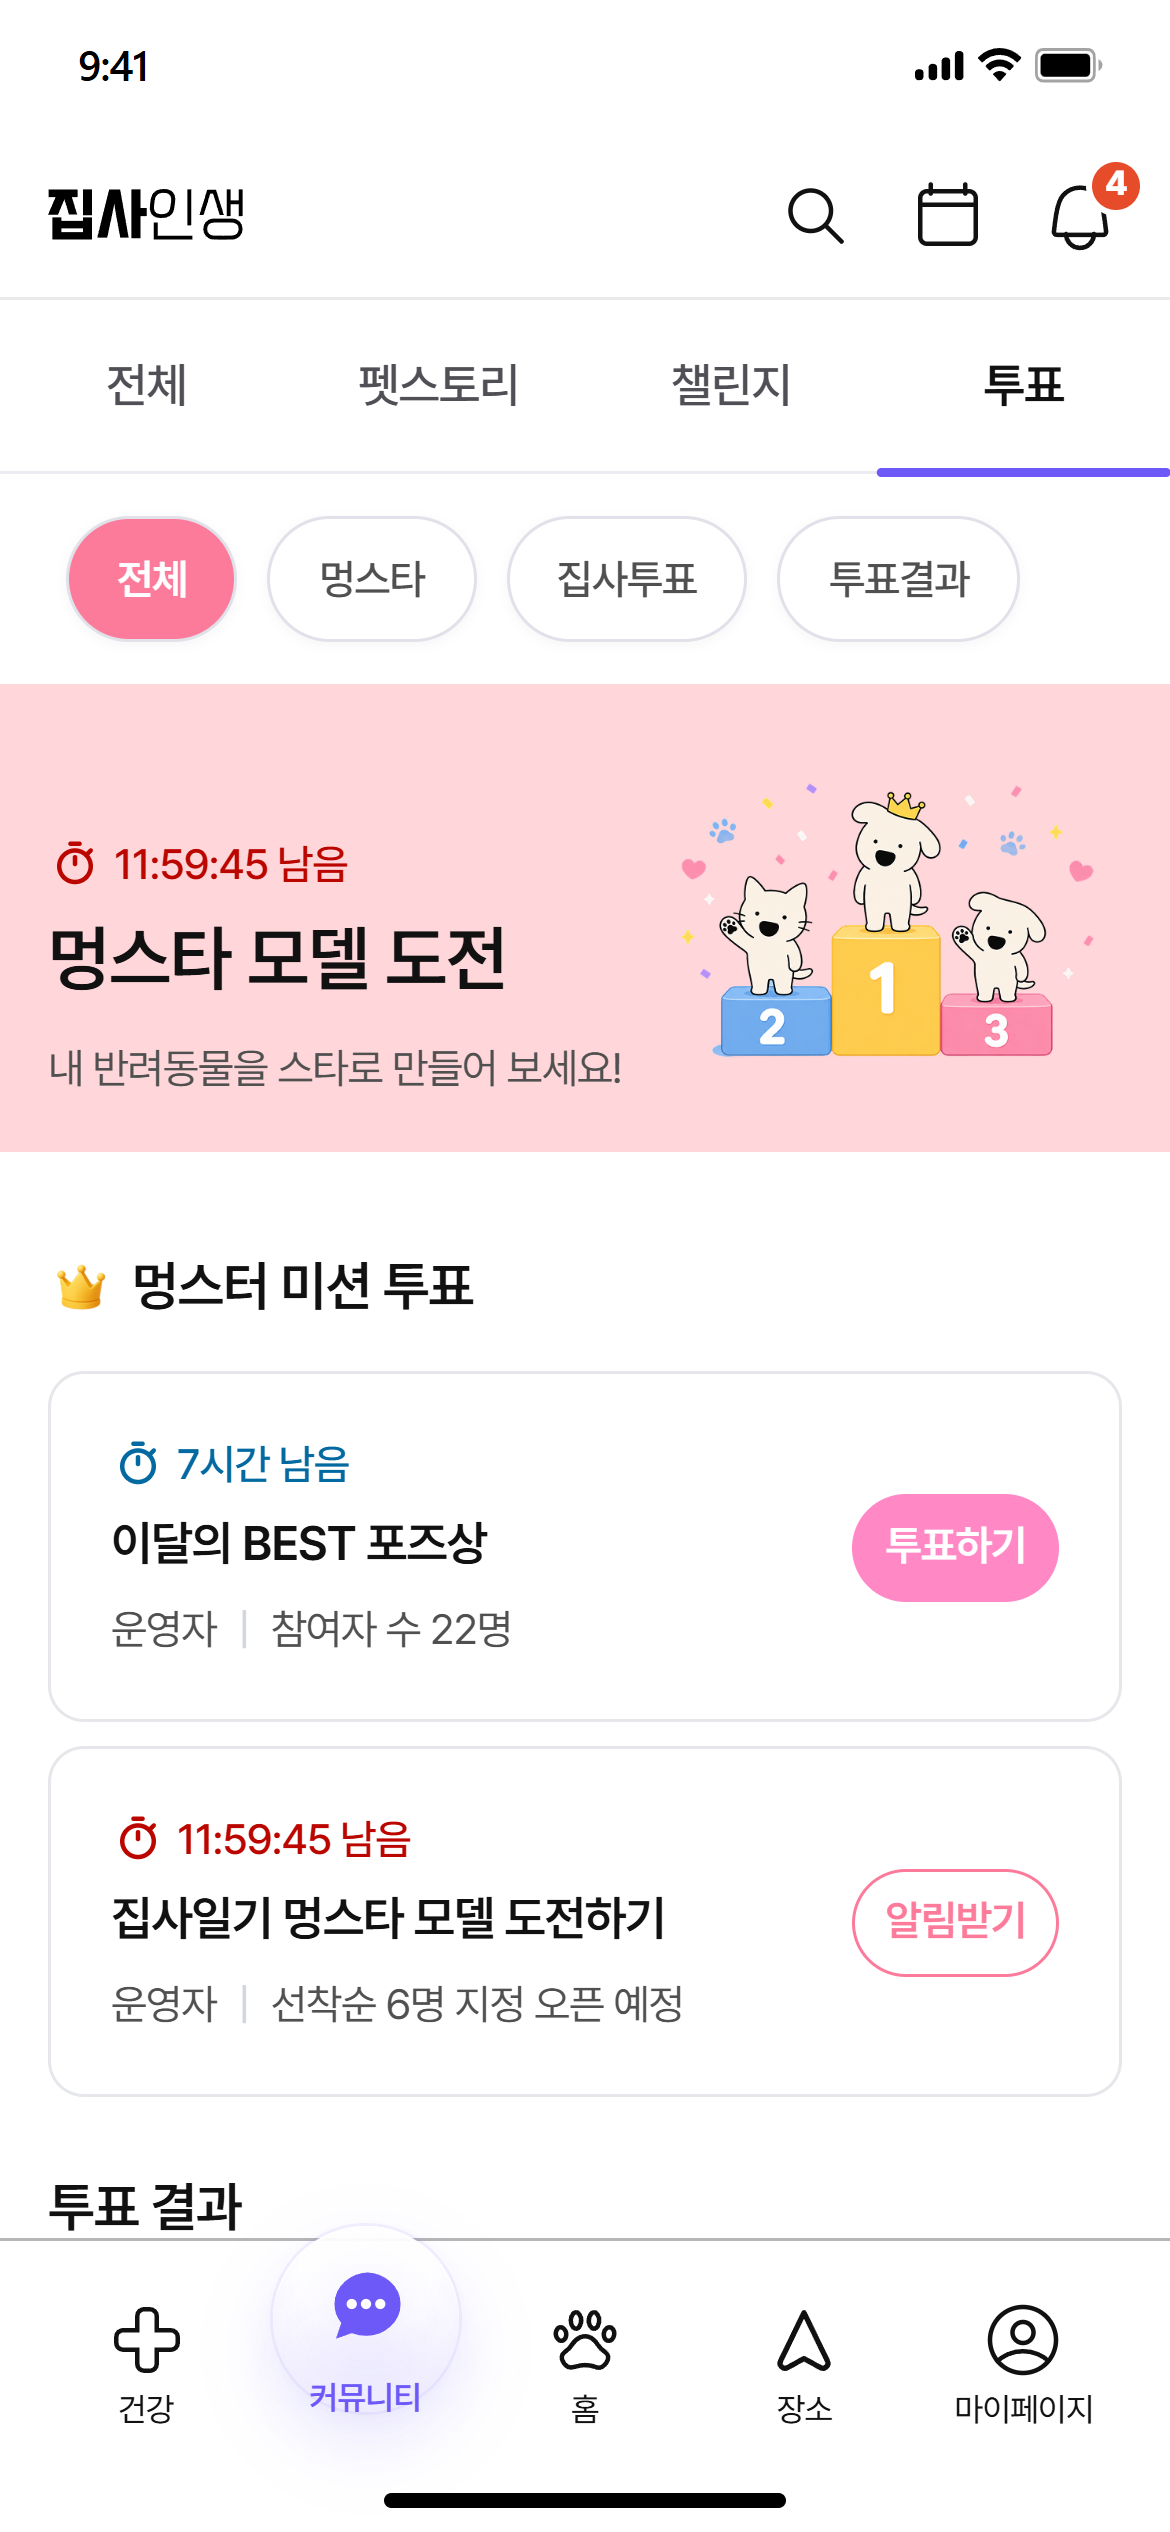 9:41
집사인생
4
전체 펫스토리 챌린지 투표
전체 멍스타 집사투표 투표결과
11:59:45 남음
멍스타 모델 도전
내 반려동물을 스타로 만들어 보세요!
1
2
3
멍스터 미션 투표
7시간 남음
이달의 BEST 포즈상
운영자 | 참여자 수 22명
투표하기
11:59:45 남음
집사일기 멍스타 모델 도전하기
운영자 | 선착순 6명 지정 오픈 예정
알림받기
투표 결과
건강 커뮤니티 홈 장소 마이페이지